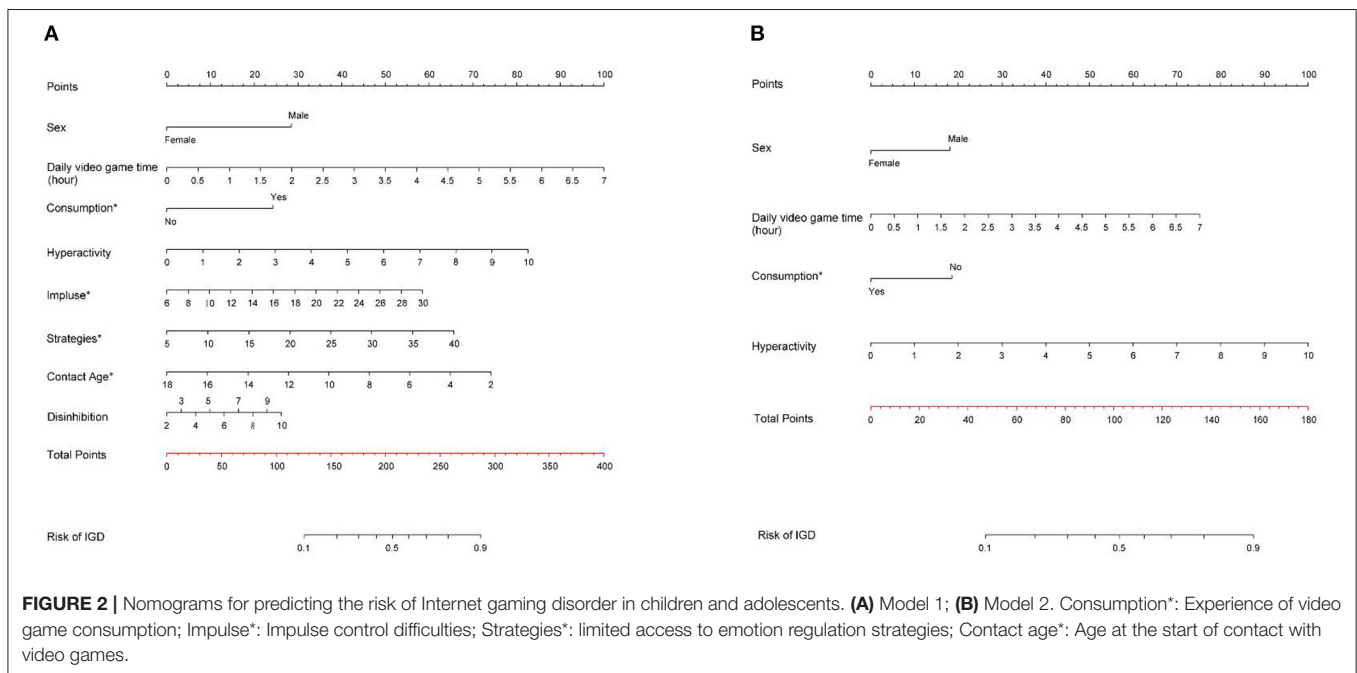 A
Points
0 10 20 30 40 50 60 70 80 90 100
Sex
Male
Female
Daily video game time
(hour)
0 0.5 1 1.5 2 2.5 3 3.5 4 4.5 5 5.5 6 6.5 7
Consumption*
Yes
No
Hyperactivity
0 1 2 3 4 5 6 7 8 9 10
Impluse*
6 8 10 12 14 16 18 20 22 24 26 28 30
Strategies*
5 10 15 20 25 30 35 40
Contact Age*
18 16 14 12 10 8 6 4 2
3 5 7 9
Disinhibition
2 4 6 8 10
Total Points
0 50 100 150 200 250 300 350 400
Risk of IGD
0.1 0.5 0.9
B
Points
0 10 20 30 40 50 60 70 80 90 100
Sex
Male
Female
Daily video game time
(hour)
0 0.5 1 1.5 2 2.5 3 3.5 4 4.5 5 5.5 6 6.5 7
Consumption*
No
Yes
Hyperactivity
0 1 2 3 4 5 6 7 8 9 10
Total Points
0 20 40 60 80 100 120 140 160 180
Risk of IGD
0.1 0.5 0.9
FIGURE 2 | Nomograms for predicting the risk of Internet gaming disorder in children and adolescents. (A) Model 1; (B) Model 2. Consumption*: Experience of video
game consumption; Impulse*: Impulse control difficulties; Strategies*: limited access to emotion regulation strategies; Contact age*: Age at the start of contact with
video games.